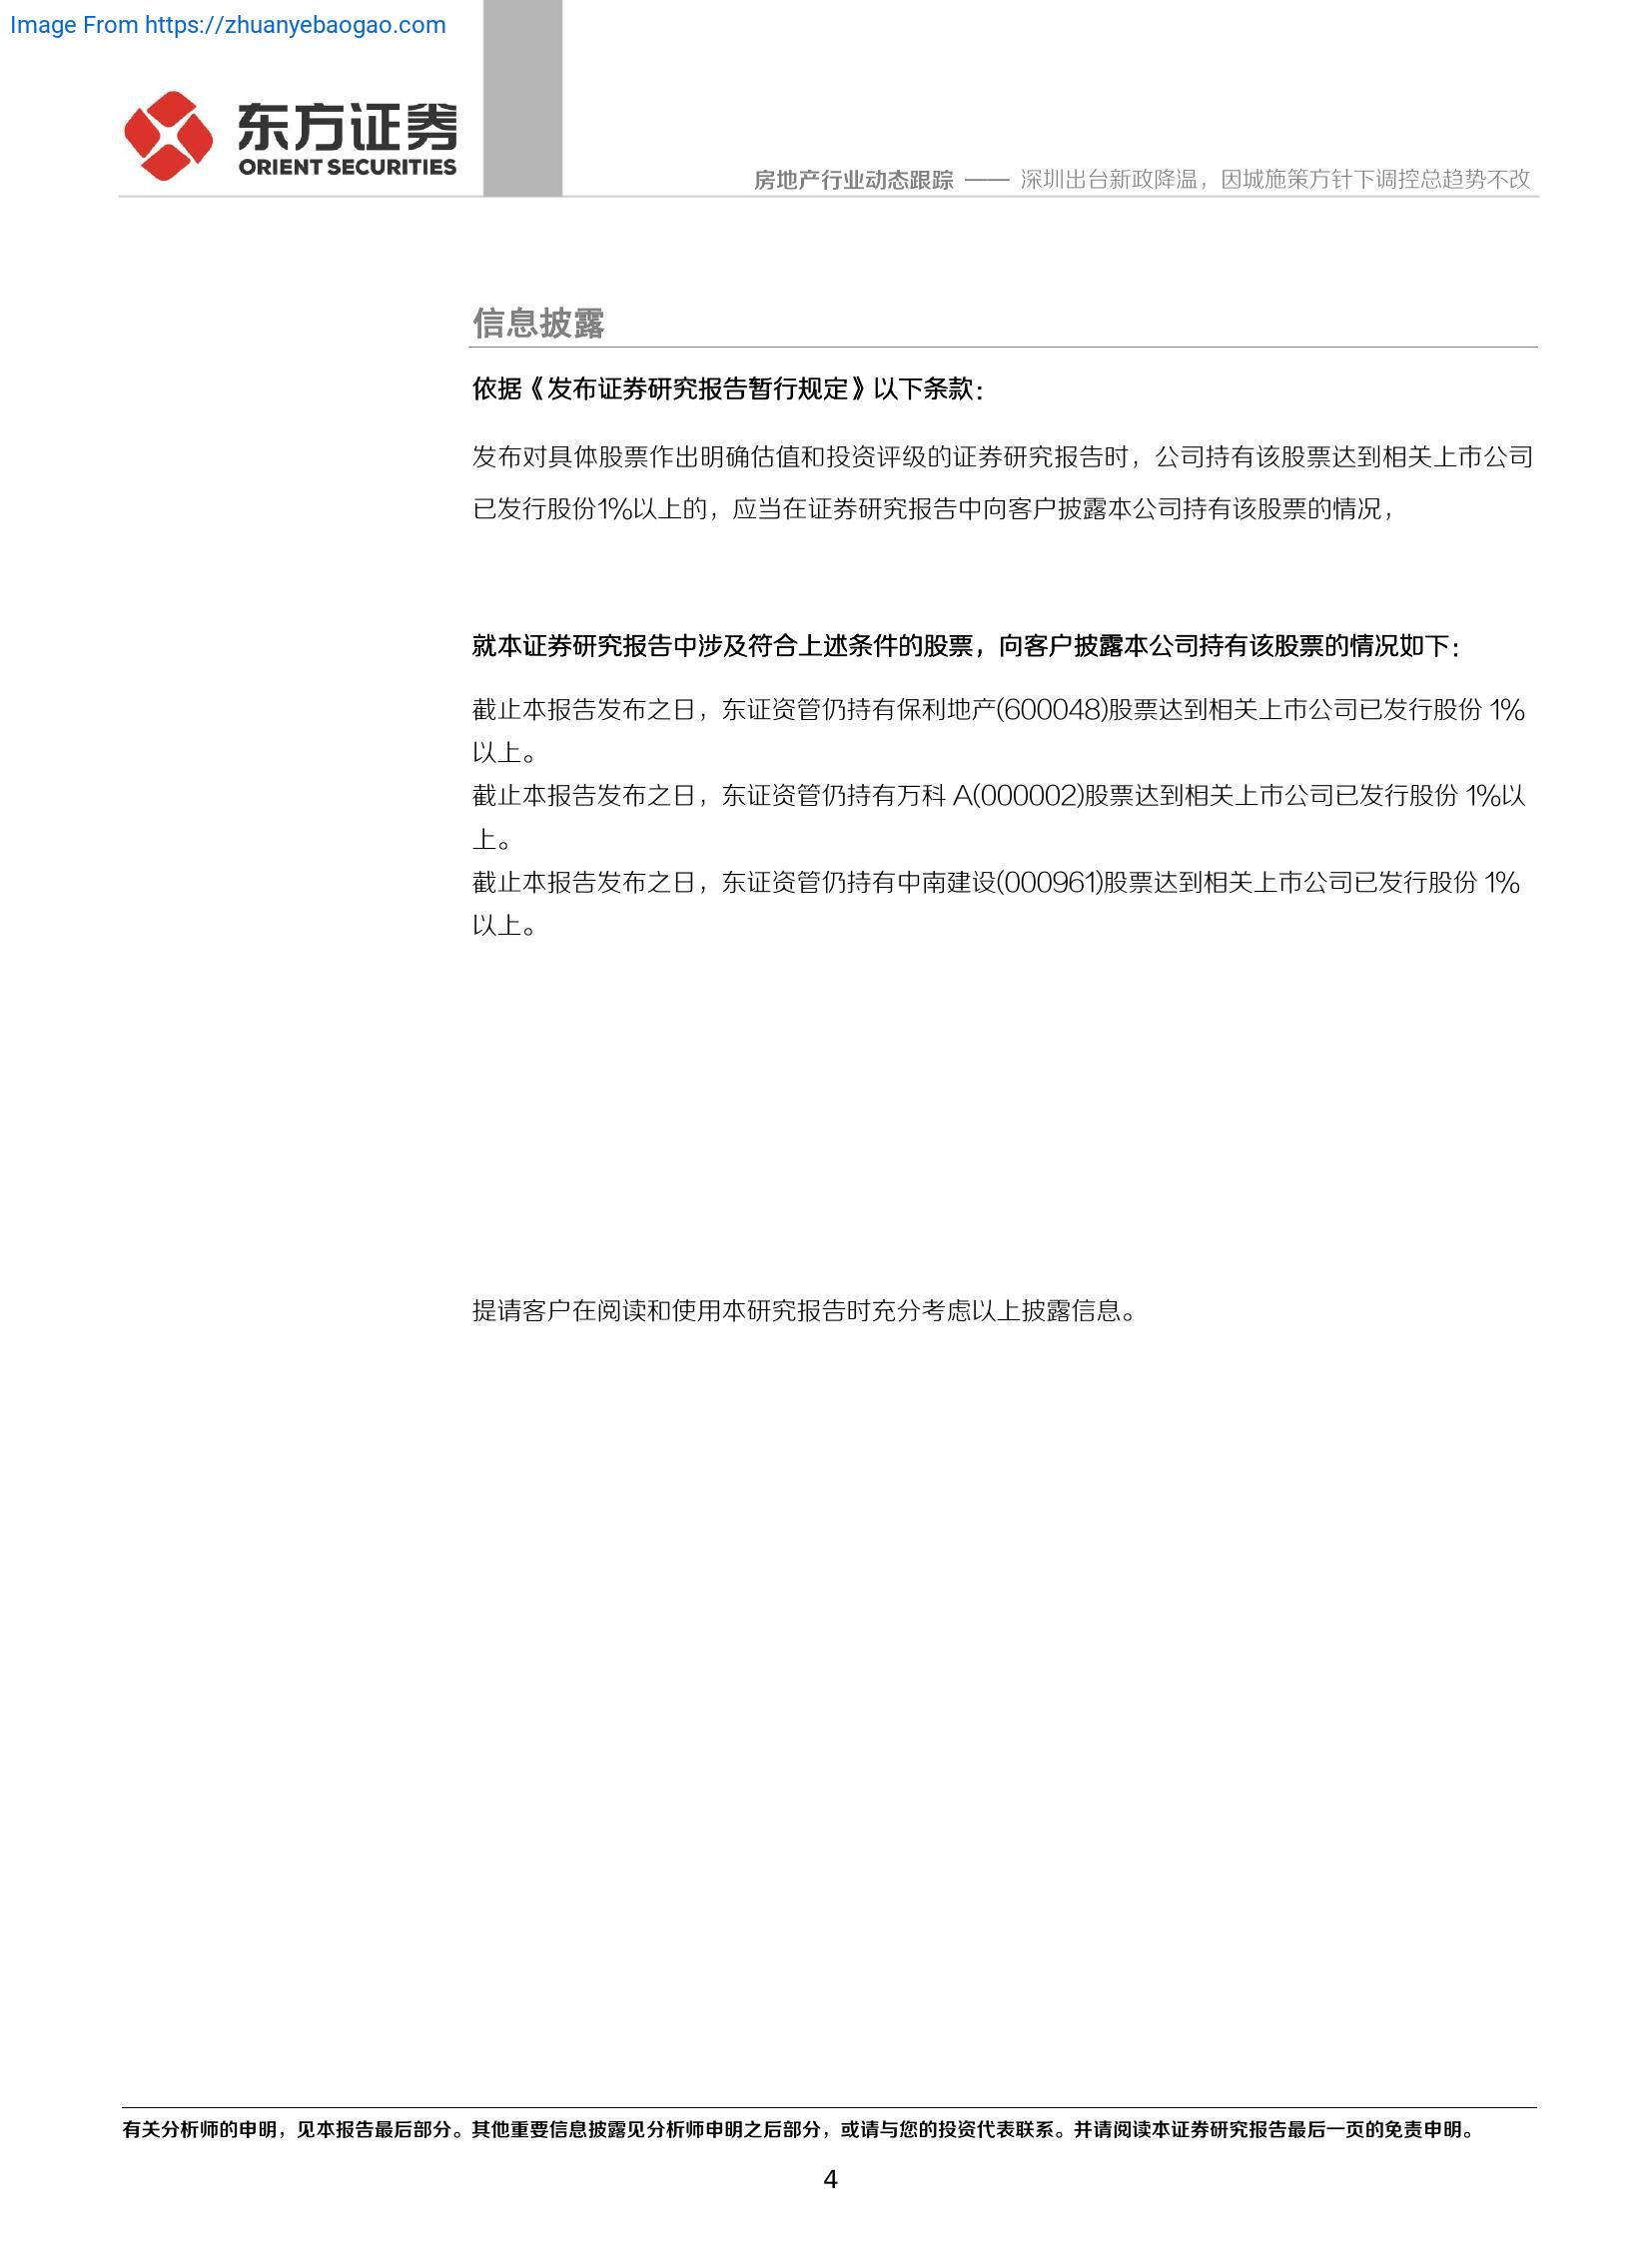 Image From https://zhuanyebaogao.com
东方证券
ORIENT SECURITIES
房地产行业动态跟踪 —— 深圳出台新政降温，因城施策方针下调控总趋势不改
信息披露
依据《发布证券研究报告暂行规定》以下条款：
发布对具体股票作出明确估值和投资评级的证券研究报告时，公司持有该股票达到相关上市公司
已发行股份1%以上的，应当在证券研究报告中向客户披露本公司持有该股票的情况，
就本证券研究报告中涉及符合上述条件的股票，向客户披露本公司持有该股票的情况如下：
截止本报告发布之日，东证资管仍持有保利地产(600048)股票达到相关上市公司已发行股份 1%
以上。
截止本报告发布之日，东证资管仍持有万科 A(000002)股票达到相关上市公司已发行股份 1%以
上。
截止本报告发布之日，东证资管仍持有中南建设(000961)股票达到相关上市公司已发行股份 1%
以上。
提请客户在阅读和使用本研究报告时充分考虑以上披露信息。
有关分析师的申明，见本报告最后部分。其他重要信息披露见分析师申明之后部分，或请与您的投资代表联系。并请阅读本证券研究报告最后一页的免责申明。
4